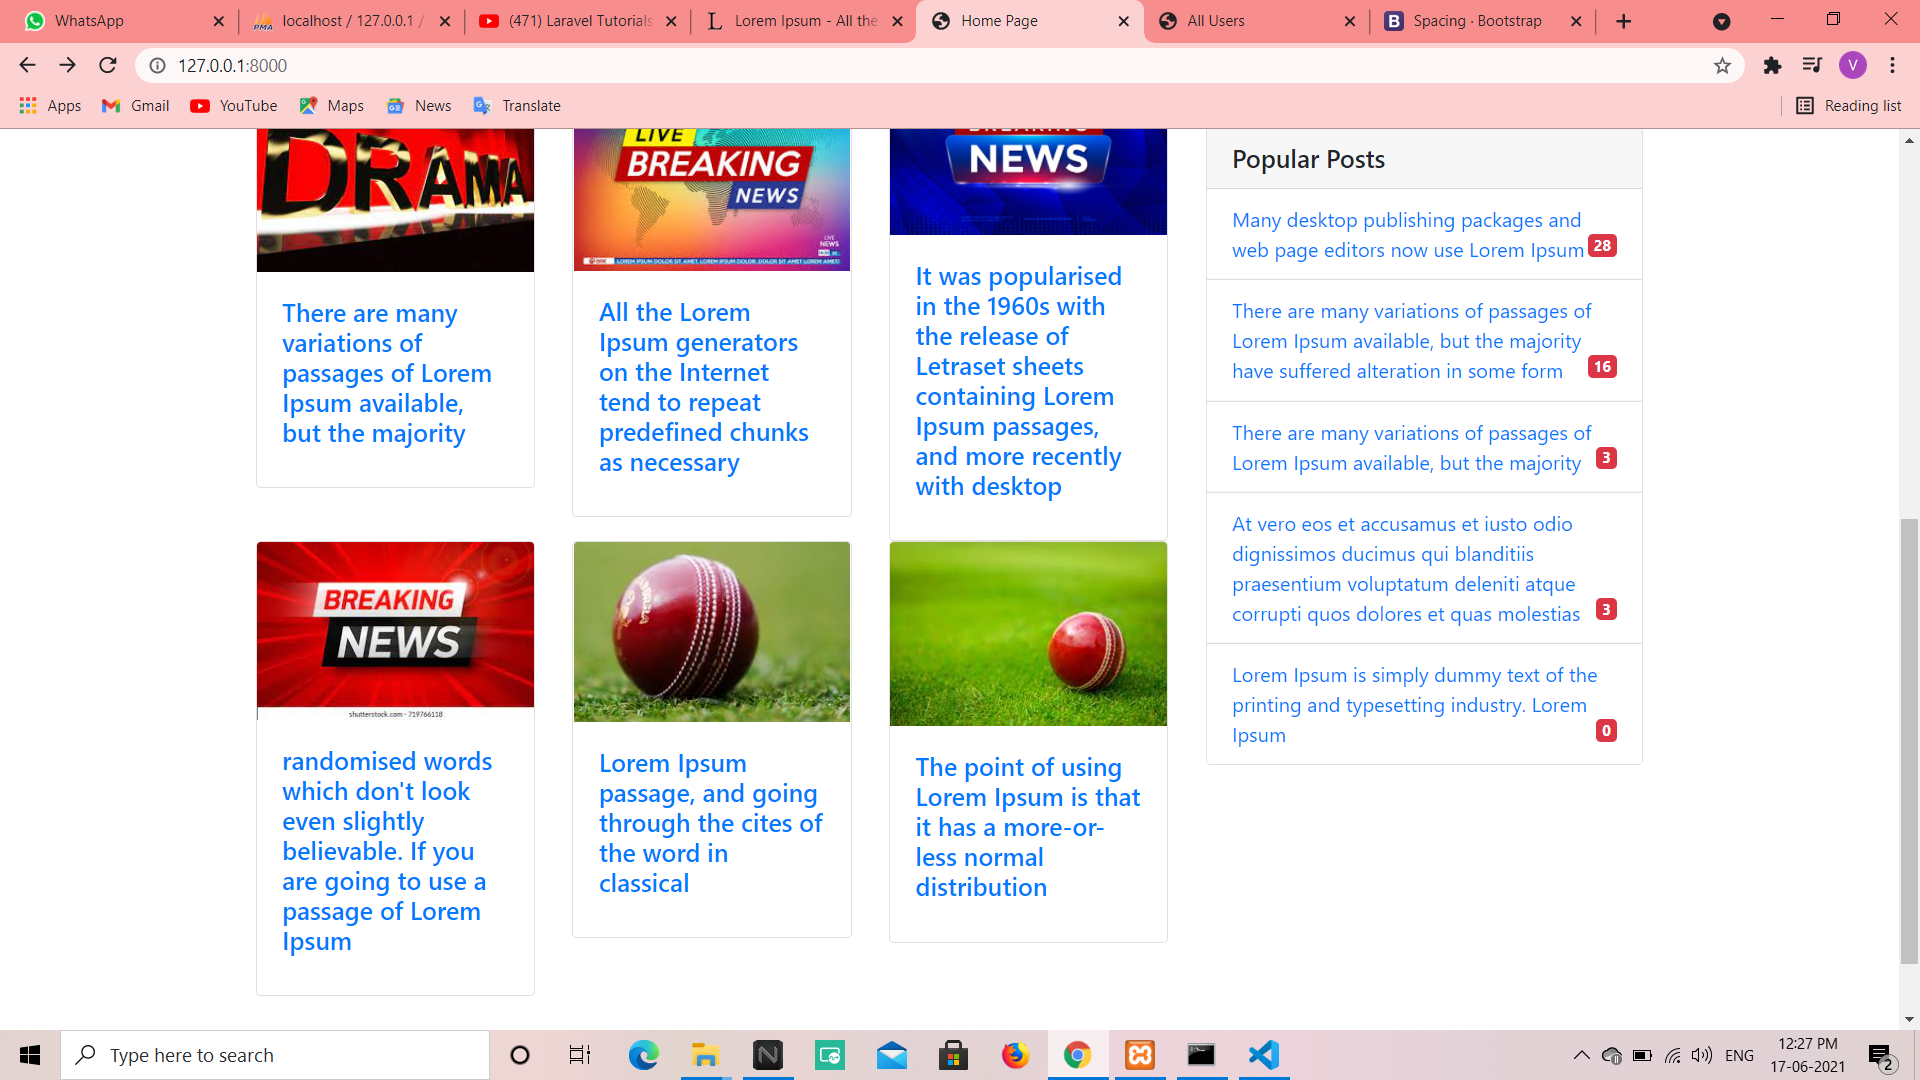 WhatsApp
localhost / 127.0.0.1 /
(471) Laravel Tutorials
Lorem Ipsum - All the
Home Page
All Users
B Spacing · Bootstrap
127.0.0.1:8000
V
Apps
Gmail
YouTube
Maps
News
Translate
Reading list
DRAMA
There are many
variations of
passages of Lorem
Ipsum available,
but the majority
LIVE
BREAKING
NEWS
LIVE
NEWS
All the Lorem
Ipsum generators
on the Internet
tend to repeat
predefined chunks
as necessary
BREAKING
NEWS
It was popularised
in the 1960s with
the release of
Letraset sheets
containing Lorem
Ipsum passages,
and more recently
with desktop
BREAKING
NEWS
shutterstock.com · 719766118
randomised words
which don't look
even slightly
believable. If you
are going to use a
passage of Lorem
Ipsum
Lorem Ipsum
passage, and going
through the cites of
the word in
classical
The point of using
Lorem Ipsum is that
it has a more-or-
less normal
distribution
Popular Posts
Many desktop publishing packages and
web page editors now use Lorem Ipsum 28
There are many variations of passages of
Lorem Ipsum available, but the majority
have suffered alteration in some form 16
There are many variations of passages of
Lorem Ipsum available, but the majority 3
At vero eos et accusamus et iusto odio
dignissimos ducimus qui blanditiis
praesentium voluptatum deleniti atque
corrupti quos dolores et quas molestias 3
Lorem Ipsum is simply dummy text of the
printing and typesetting industry. Lorem
Ipsum 0
Type here to search
ENG
12:27 PM
17-06-2021
2